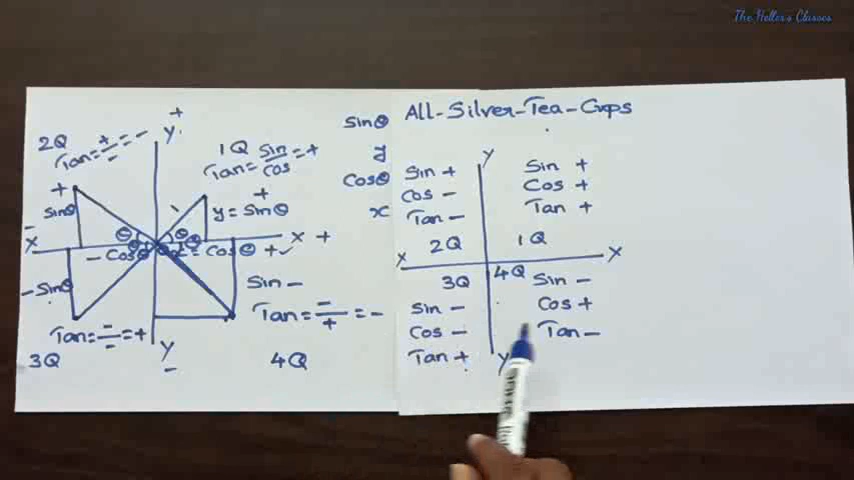 The Heller's Classes
+
2Q
Tan = +/− = −
y
1Q sin/cos = +
Tan =
+
sinθ
+
y = sinθ
−
x
θ
θ
θ
− cosθ
x = cosθ +✓
x +
− sinθ
sin −
Tan = −/+ = −
Tan = −/− = +
3Q
y
−
4Q
sinθ
y
cosθ
x
All - Silver - Tea - Cups
y
sin +
cos −
Tan −
2Q
Sin +
Cos +
Tan +
1Q
x
x
3Q
sin −
cos −
Tan +
4Q
Sin −
Cos +
Tan −
y